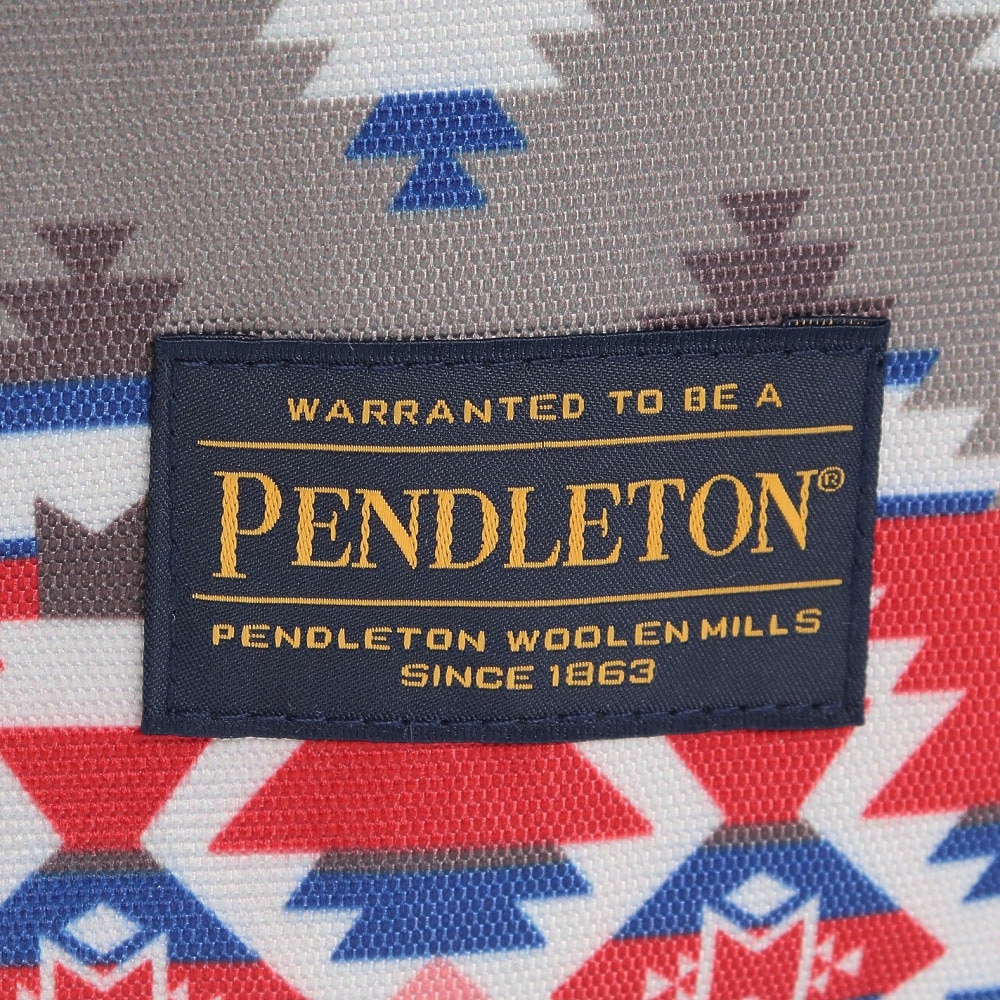 WARRANTED TO BE A
PENDLETON®
PENDLETON WOOLEN MILLS
SINCE 1863